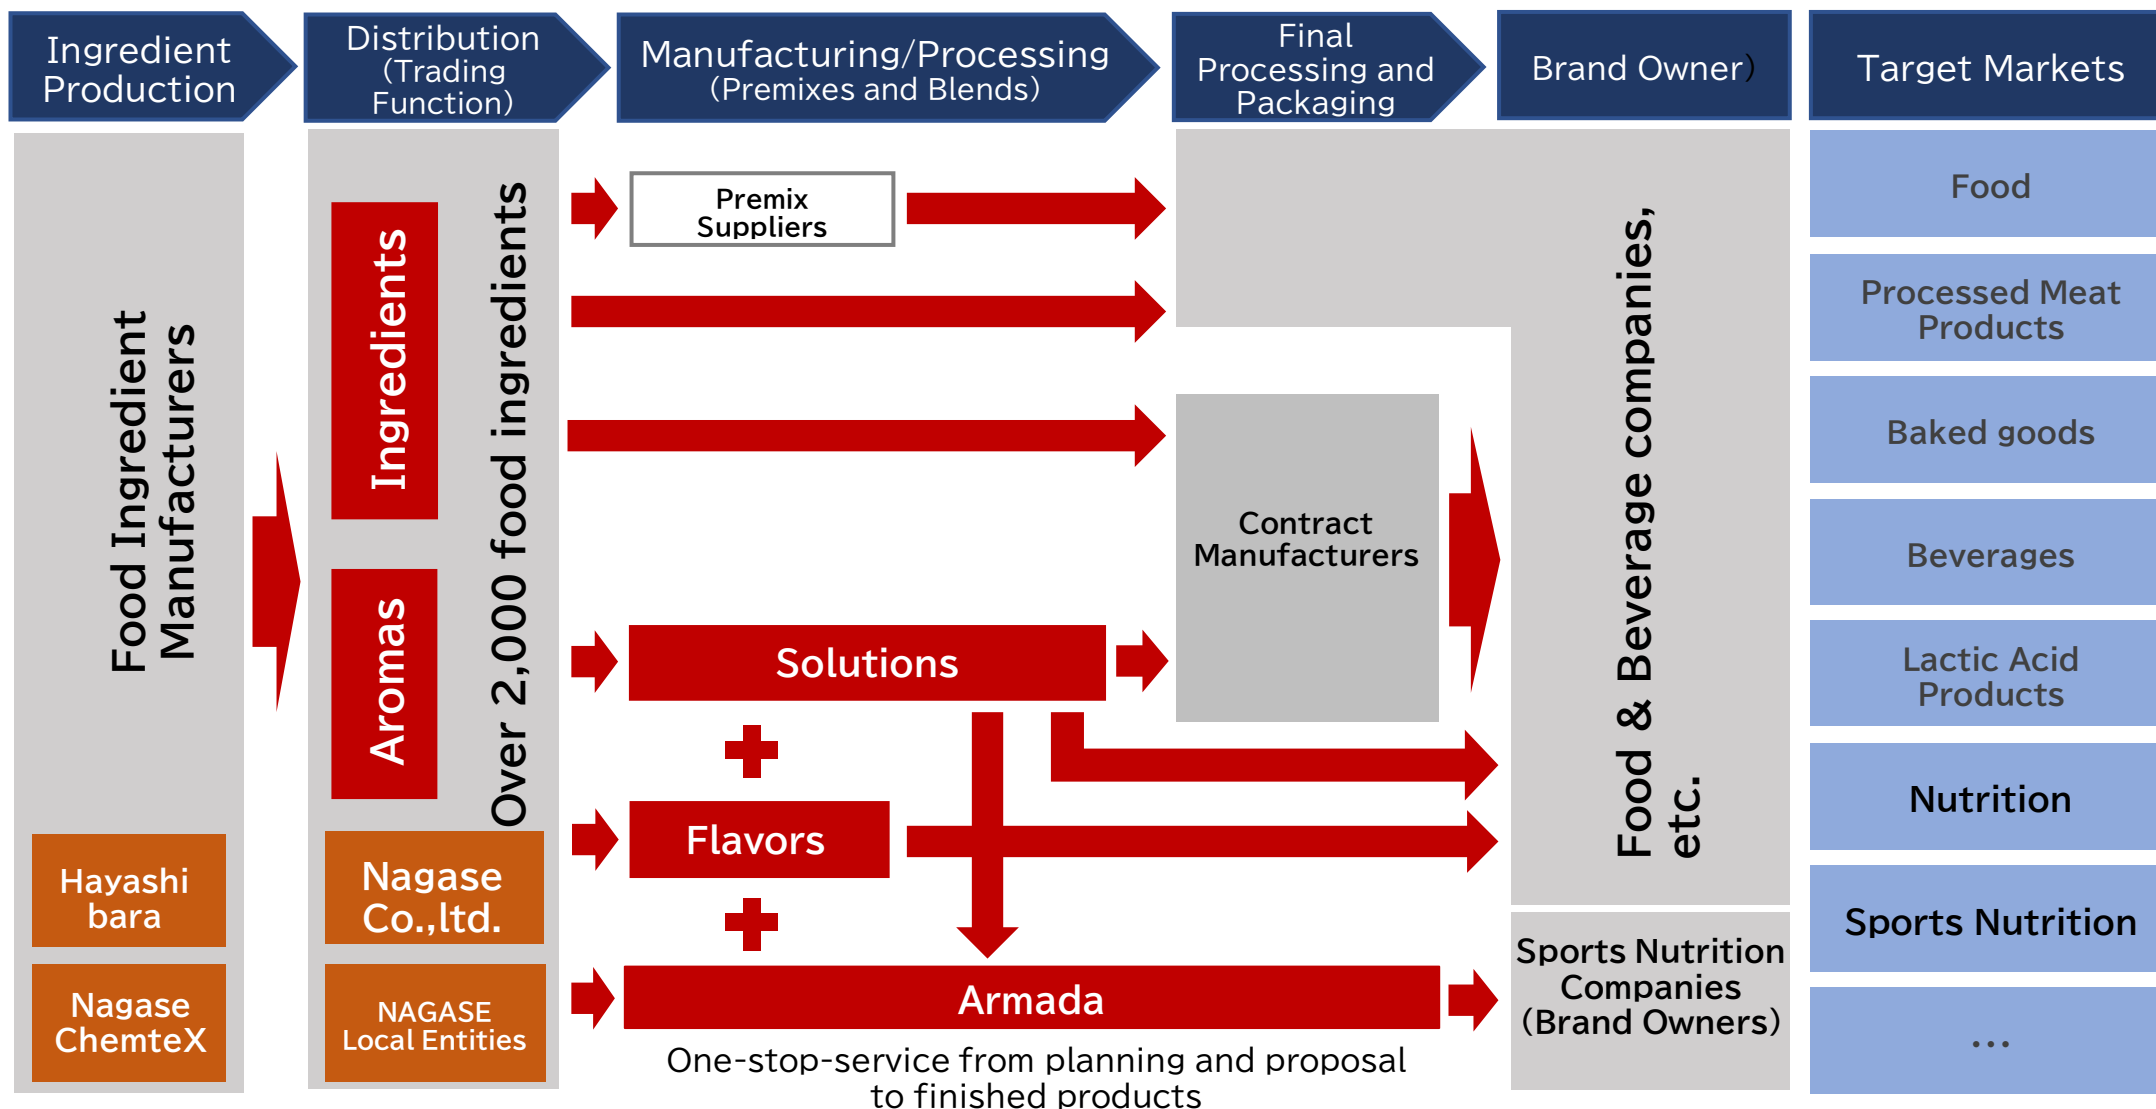 Ingredient
Production
Distribution
(Trading
Function)
Manufacturing/Processing
(Premixes and Blends)
Final
Processing and
Packaging
Brand Owner)
Target Markets
Food Ingredient
Manufacturers
Hayashi
bara
Nagase
ChemteX
Ingredients
Aromas
Over 2,000 food ingredients
Nagase
Co.,ltd.
NAGASE
Local Entities
Premix
Suppliers
Solutions
Flavors
Armada
One-stop-service from planning and proposal
to finished products
Contract
Manufacturers
Food & Beverage companies,
etc.
Sports Nutrition
Companies
(Brand Owners)
Food
Processed Meat
Products
Baked goods
Beverages
Lactic Acid
Products
Nutrition
Sports Nutrition
…